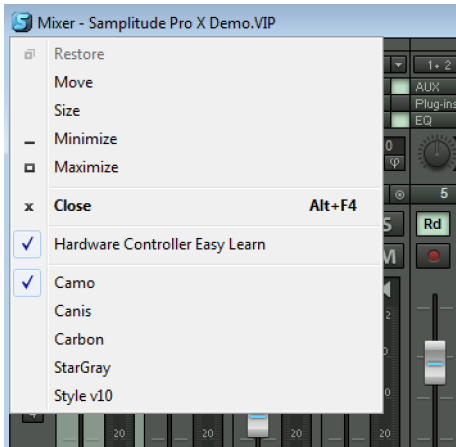 Mixer - Samplitude Pro X Demo.VIP
Restore
Move
Size
Minimize
Maximize
Close Alt+F4
Hardware Controller Easy Learn
Camo
Canis
Carbon
StarGray
Style v10
1+2
AUX
Plug-ins
EQ
0
φ
5
S
Rd
M
20
20
20
20